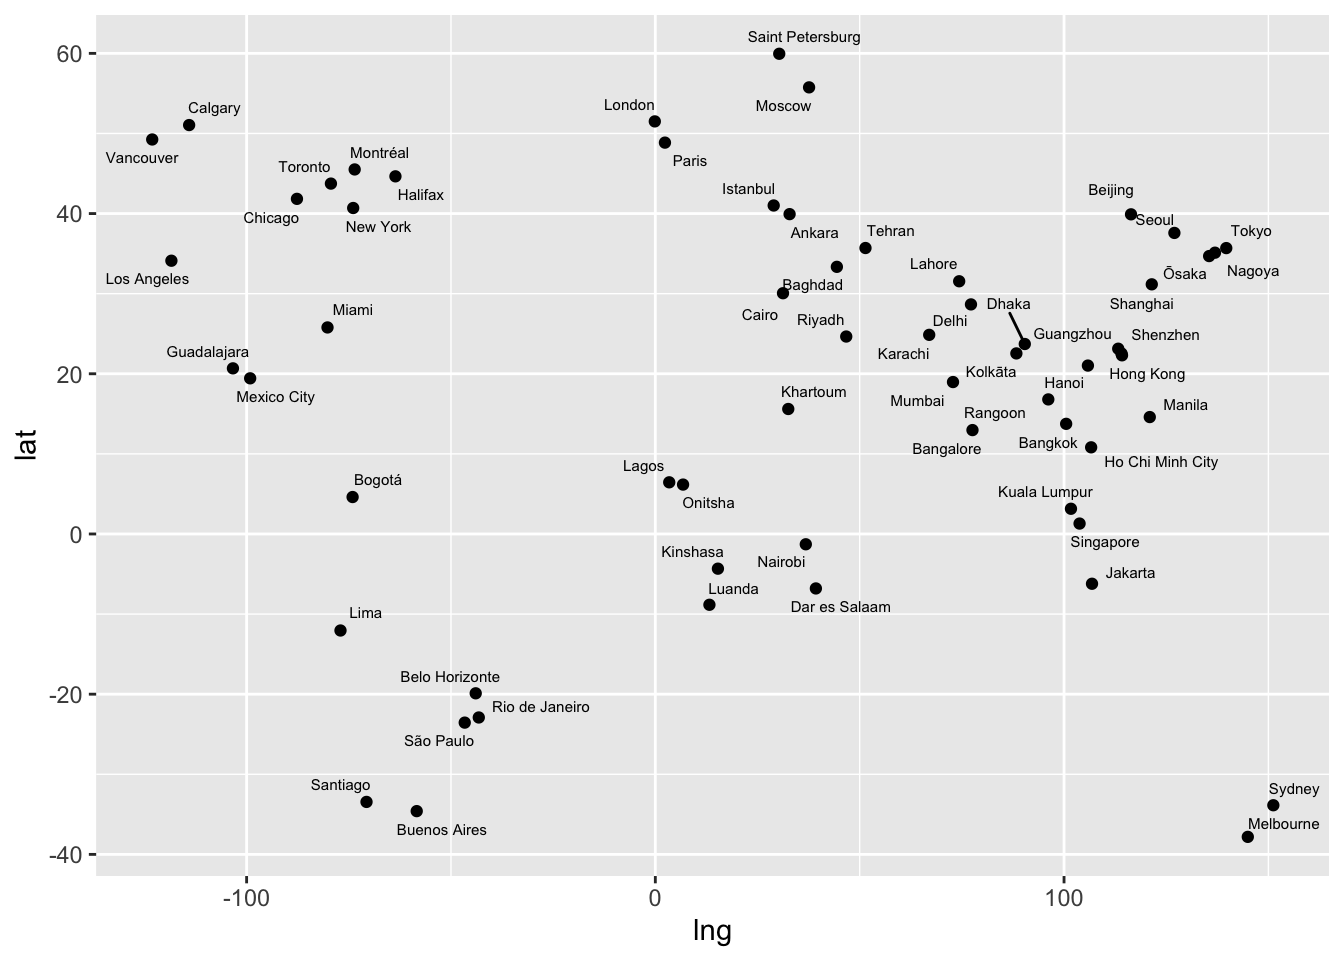 Saint Petersburg
60
Moscow
London
Calgary
Vancouver
Montréal
Paris
Toronto
Istanbul
Beijing
Halifax
40
Chicago
Seoul
New York
Ankara
Tehran
Tokyo
Lahore
Nagoya
Ōsaka
Los Angeles
Baghdad
Dhaka
Shanghai
Miami
Cairo
Riyadh
Delhi
Guangzhou
Shenzhen
Guadalajara
Karachi
20
Kolkāta
Hong Kong
Hanoi
Mexico City
Khartoum
Mumbai
Manila
Rangoon
Bangkok
Bangalore
Ho Chi Minh City
Lagos
Bogotá
Kuala Lumpur
Onitsha
0
Singapore
Kinshasa
Nairobi
Jakarta
Luanda
Dar es Salaam
Lima
Belo Horizonte
-20
Rio de Janeiro
São Paulo
Santiago
Sydney
Buenos Aires
Melbourne
-40
-100
0
100
lng
lat